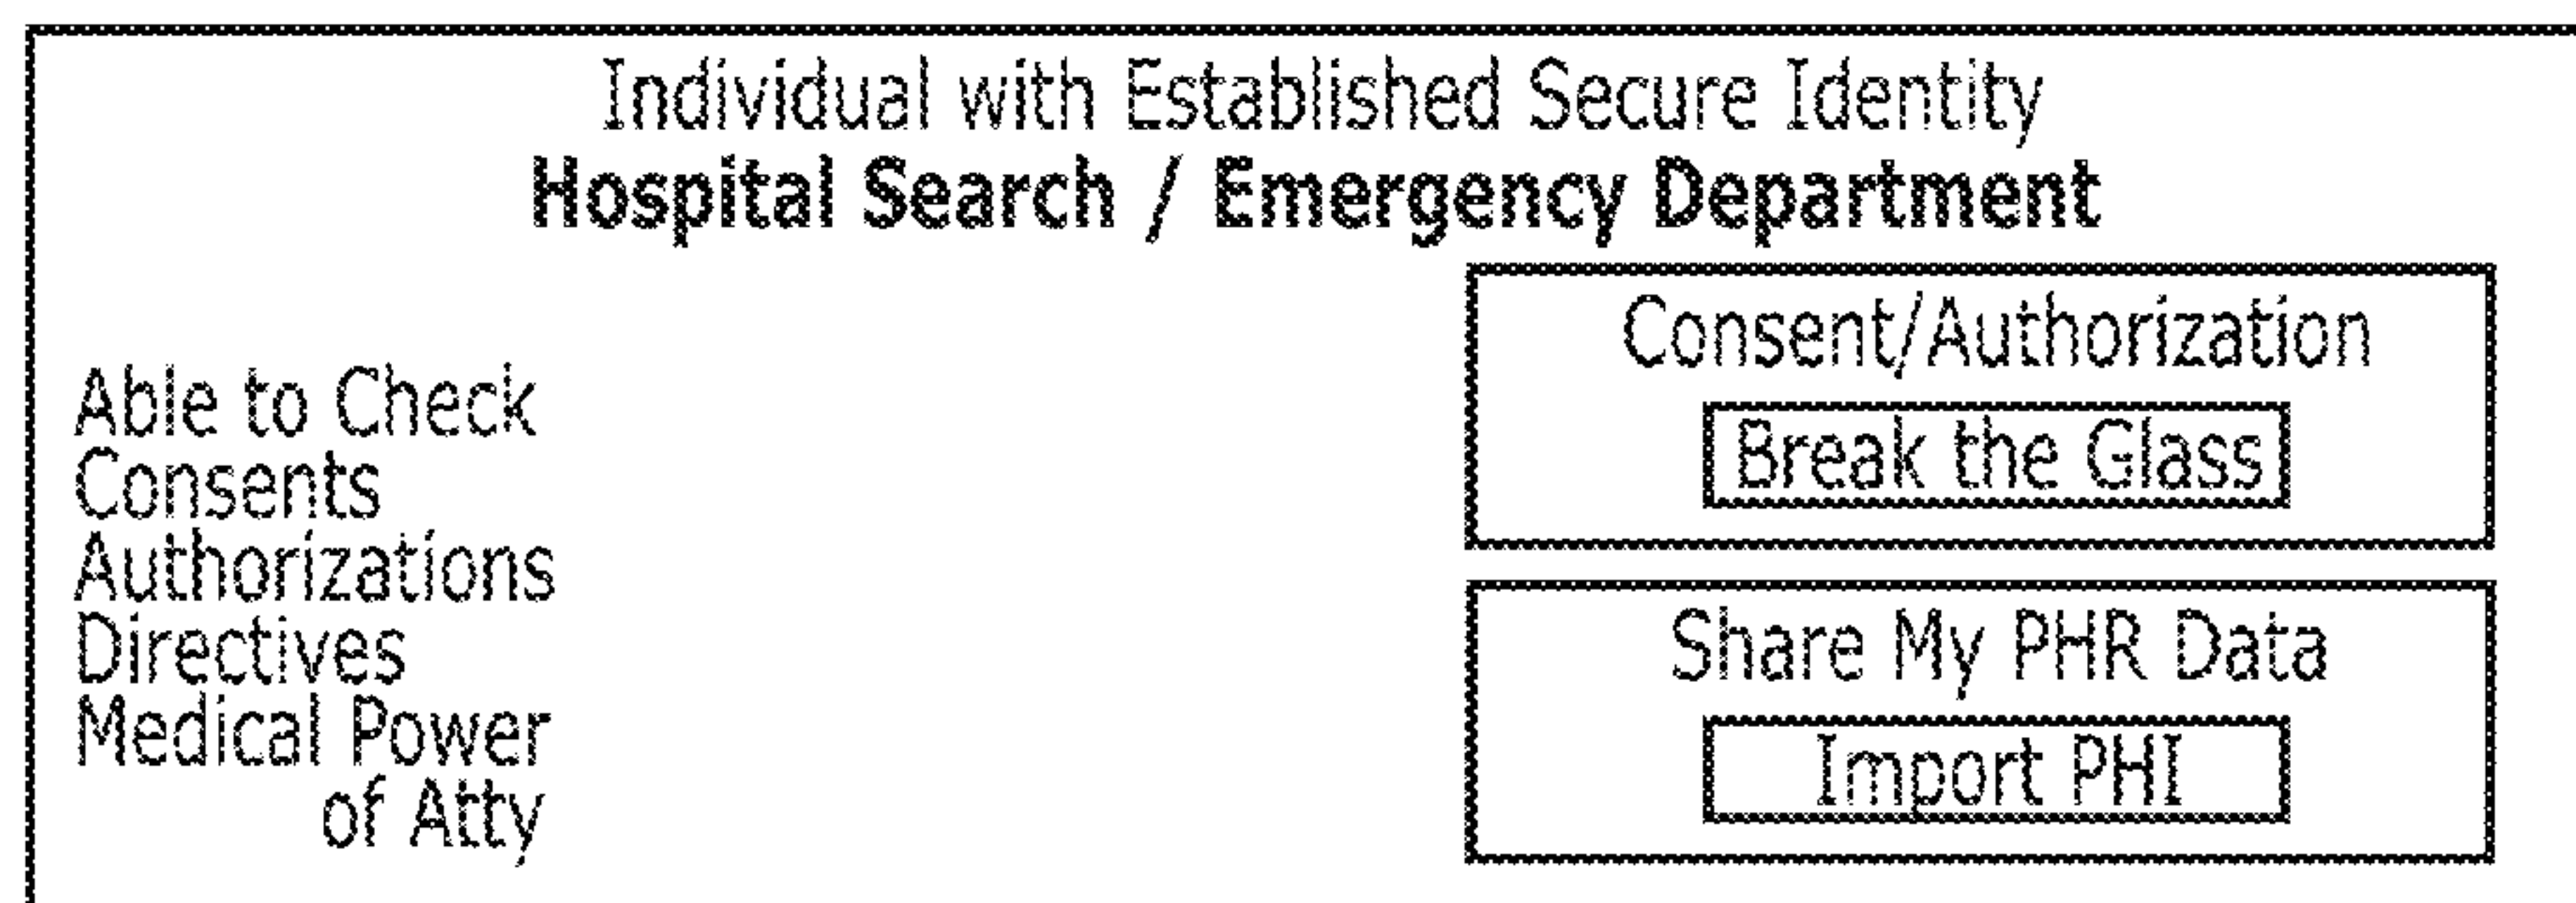 Individual with Established Secure Identity
Hospital Search / Emergency Department
Able to Check
Consents
Authorizations
Directives
Medical Power
of Atty
Consent/Authorization
Break the Glass
Share My PHR Data
Import PHI